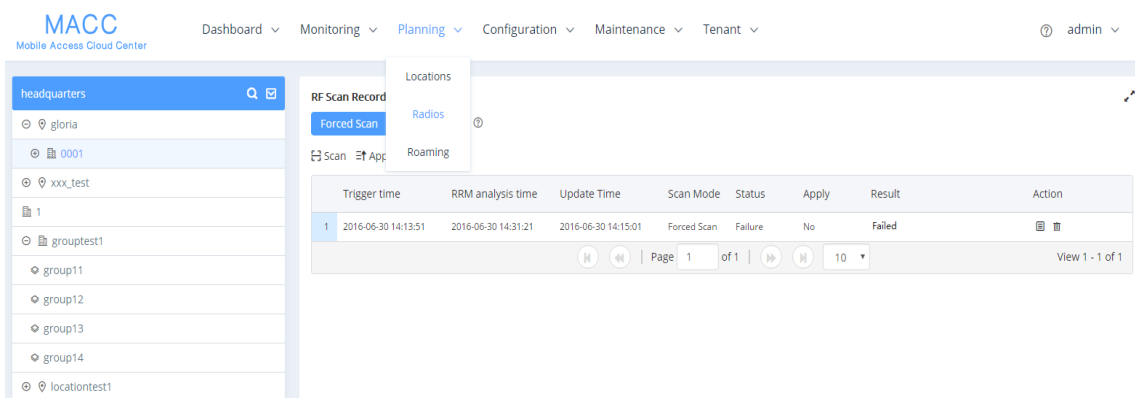 MACC
Mobile Access Cloud Center
Dashboard Monitoring Planning Configuration Maintenance Tenant admin
Locations
Radios
Roaming
headquarters
gloria
0001
xxx_test
1
grouptest1
group11
group12
group13
group14
locationtest1
RF Scan Record
Forced Scan
Scan App
Trigger time RRM analysis time Update Time Scan Mode Status Apply Result Action
1 2016-06-30 14:13:51 2016-06-30 14:31:21 2016-06-30 14:15:01 Forced Scan Failure No Failed
Page 1 of 1 10 View 1 - 1 of 1